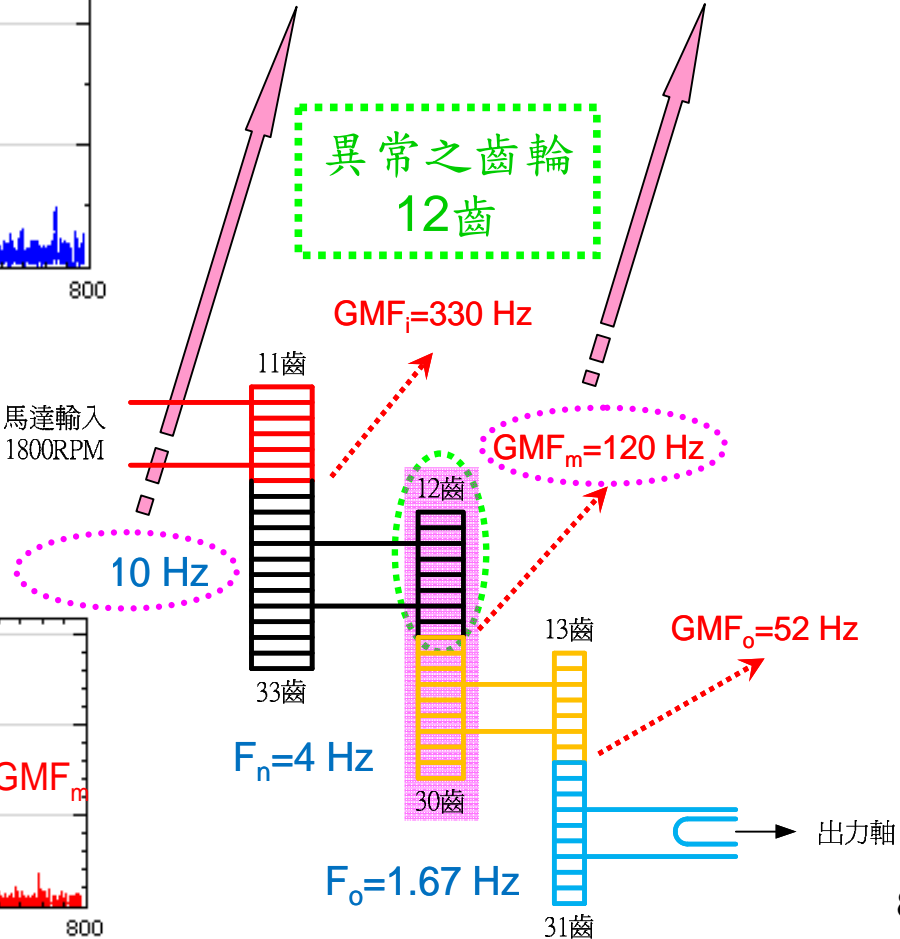 異常之齒輪
12齒
800
GMFi=330 Hz
11齒
馬達輸入
1800RPM
GMFm=120 Hz
12齒
10 Hz
13齒
GMFo=52 Hz
33齒
Fn=4 Hz
GMFm
30齒
出力軸
Fo=1.67 Hz
800
31齒